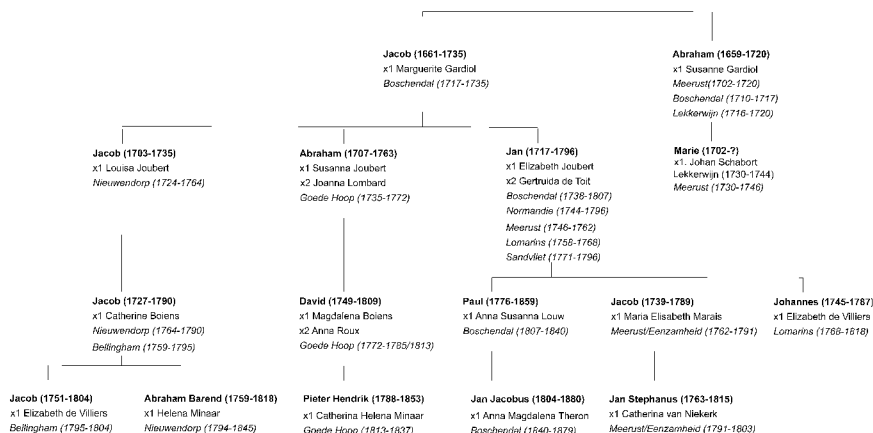 Jacob (1661-1735)
x1 Marguerite Gardiol
Boschendal (1717-1735)
Abraham (1659-1720)
x1 Susanne Gardiol
Meerust(1702-1720)
Boschendal (1710-1717)
Lekkerwijn (1716-1720)
Jacob (1703-1735)
x1 Louisa Joubert
Nieuwendorp (1724-1764)
Abraham (1707-1763)
x1 Susanna Joubert
x2 Joanna Lombard
Goede Hoop (1735-1772)
Jan (1717-1796)
x1 Elizabeth Joubert
x2 Gertruida de Toit
Boschendal (1738-1807)
Normandie (1744-1796)
Meerust (1746-1762)
Lomarins (1758-1768)
Sandvliet (1771-1796)
Marie (1702-?)
x1. Johan Schabort
Lekkerwijn (1730-1744)
Meerust (1730-1746)
Jacob (1727-1790)
x1 Catherine Boiens
Nieuwendorp (1764-1790)
Bellingham (1759-1795)
David (1749-1809)
x1 Magdalena Boiens
x2 Anna Roux
Goede Hoop (1772-1785/1813)
Paul (1776-1859)
x1 Anna Susanna Louw
Boschendal (1807-1840)
Jacob (1739-1789)
x1 Maria Elisabeth Marais
Meerust/Eenzamheid (1762-1791)
Johannes (1745-1787)
x1 Elizabeth de Villiers
Lomarins (1768-1818)
Jacob (1751-1804)
x1 Elizabeth de Villiers
Bellingham (1795-1804)
Abraham Barend (1759-1818)
x1 Helena Minaar
Nieuwendorp (1794-1845)
Pieter Hendrik (1788-1853)
x1 Catherina Helena Minaar
Goede Hoop (1813-1837)
Jan Jacobus (1804-1880)
x1 Anna Magdalena Theron
Boschendal (1840-1879)
Jan Stephanus (1763-1815)
x1 Catherina van Niekerk
Meerust/Eenzamheid (1791-1803)